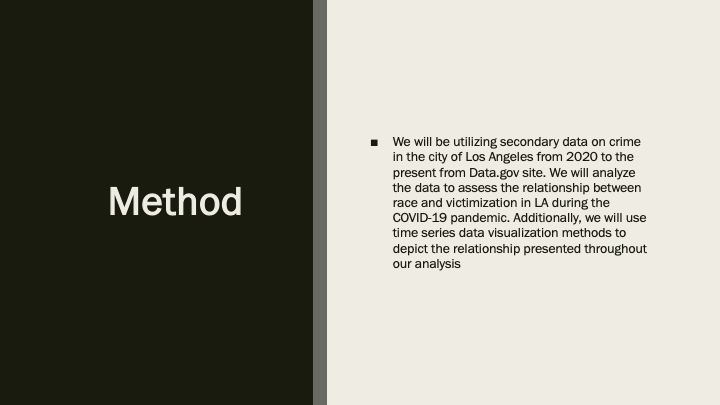 Method
■ We will be utilizing secondary data on crime
in the city of Los Angeles from 2020 to the
present from Data.gov site. We will analyze
the data to assess the relationship between
race and victimization in LA during the
COVID-19 pandemic. Additionally, we will use
time series data visualization methods to
depict the relationship presented throughout
our analysis